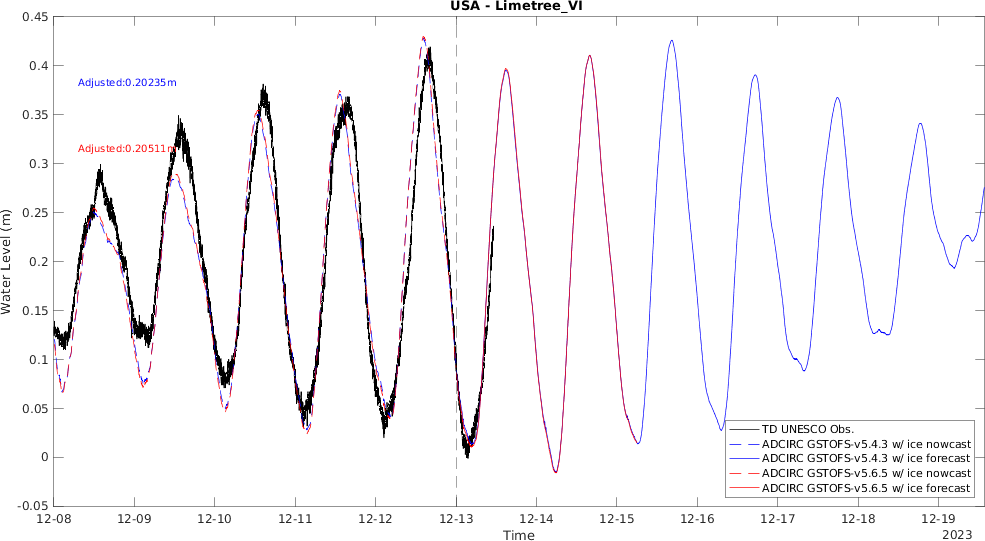 USA - Limetree_VI
0.45
0.4
0.35
0.3
0.25
0.2
0.15
0.1
0.05
0
-0.05
Water Level (m)
Adjusted:0.20235m
Adjusted:0.20511m
TD UNESCO Obs.
ADCIRC GSTOFS-v5.4.3 w/ ice nowcast
ADCIRC GSTOFS-v5.4.3 w/ ice forecast
ADCIRC GSTOFS-v5.6.5 w/ ice nowcast
ADCIRC GSTOFS-v5.6.5 w/ ice forecast
12-08 12-09 12-10 12-11 12-12 12-13 12-14 12-15 12-16 12-17 12-18 12-19
Time
2023